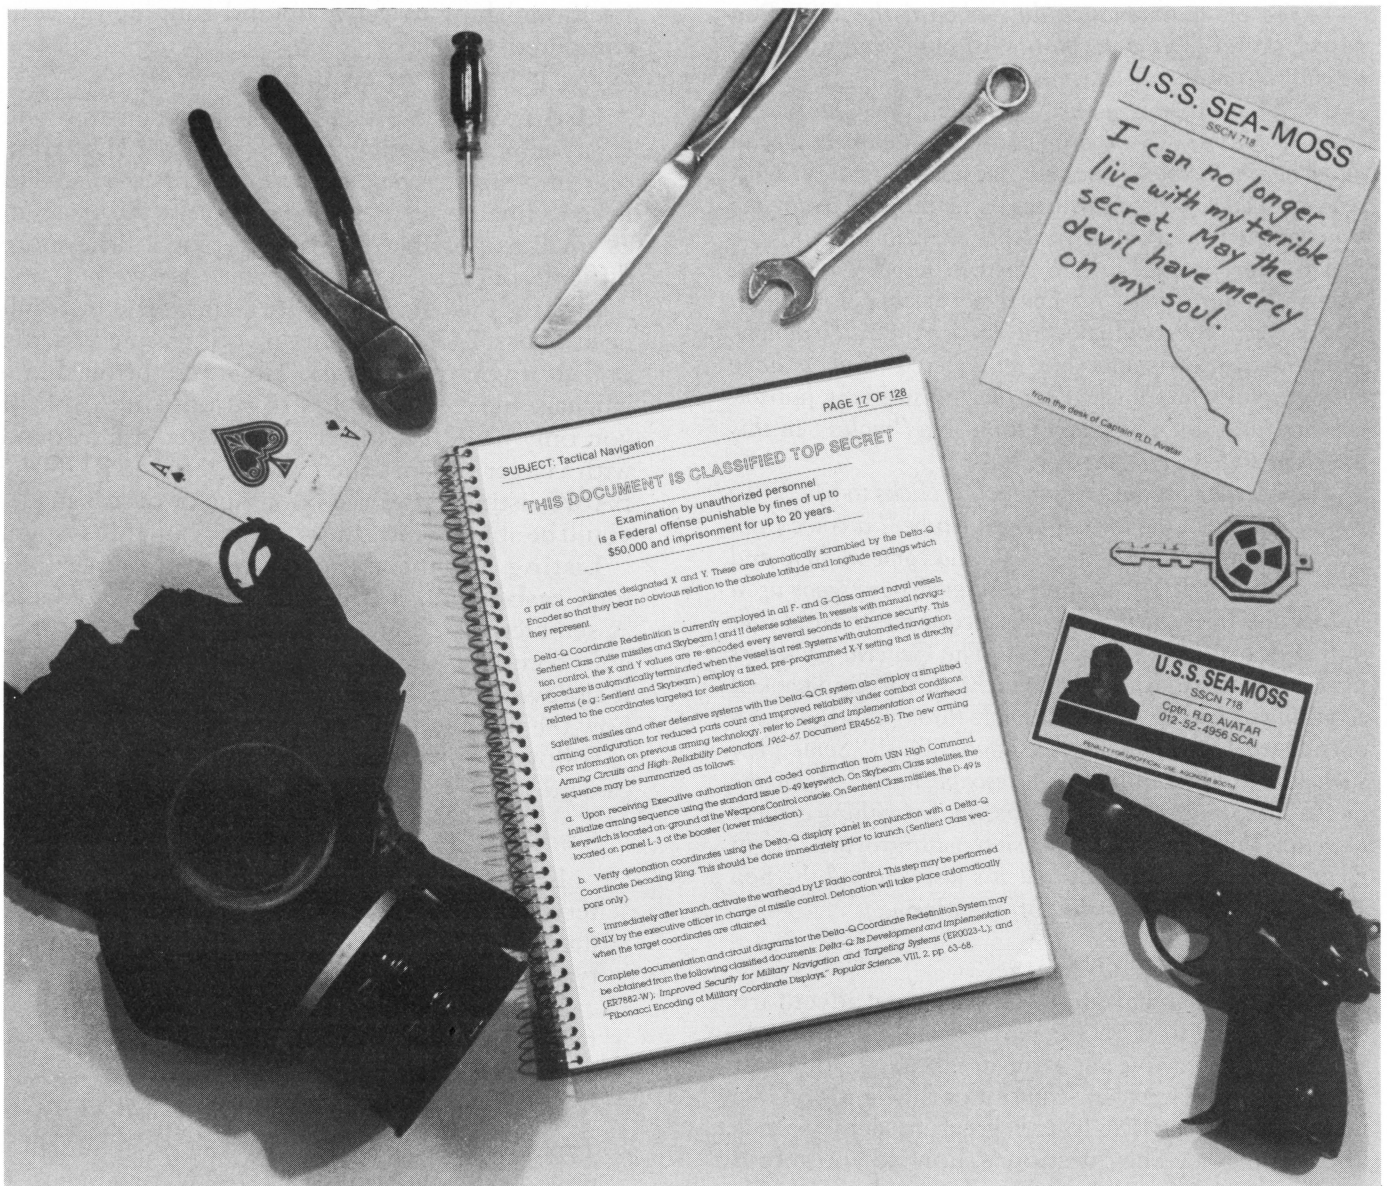 U.S.S. SEA-MOSS
SSCN 718
I can no longer
live with my terrible
secret. May the
devil have mercy
on my soul.
from the desk of Captain R.D. Avatar
A
A
PAGE 17 OF 128
SUBJECT: Tactical Navigation
THIS DOCUMENT IS CLASSIFIED TOP SECRET
Examination by unauthorized personnel
is a Federal offense punishable by fines of up to
$50,000 and imprisonment for up to 20 years.
a pair of coordinates designated X and Y. These are automatically scrambled by the Delta-Q
Encoder so that they bear no obvious relation to the absolute latitude and longitude readings which
they represent.
Delta-Q Coordinate Redefinition is currently employed in all F- and G-Class armed naval vessels,
Sentient Class cruise missiles and Skybeam I and II defense satellites. In vessels with manual naviga-
tion control, the X and Y values are re-encoded every several seconds to enhance security. This
procedure is automatically terminated when the vessel is at rest. Systems with automated navigation
systems (e.g.: Sentient and Skybeam) employ a fixed, pre-programmed X-Y setting that is directly
related to the coordinates targeted for destruction.
Satellites, missiles and other defensive systems with the Delta-Q CR system also employ a simplified
arming configuration for reduced parts count and improved reliability under combat conditions.
(For information on previous arming technology, refer to Design and Implementation of Warhead
Arming Circuits and High-Reliability Detonators, 1962-67, Document ER4562-B). The new arming
sequence may be summarized as follows:
a. Upon receiving Executive authorization and coded confirmation from USN High Command,
initialize arming sequence using the standard issue D-49 keyswitch. On Skybeam Class satellites, the
keyswitch is located on-ground at the Weapons Control console. On Sentient Class missiles, the D-49 is
located on panel L-3 of the booster (lower midsection).
b. Verify detonation coordinates using the Delta-Q display panel in conjunction with a Delta-Q
Coordinate Decoding Ring. This should be done immediately prior to launch (Sentient Class wea-
pons only).
c. Immediately after launch, activate the warhead by LF Radio control. This step may be performed
ONLY by the executive officer in charge of missile control. Detonation will take place automatically
when the target coordinates are attained.
Complete documentation and circuit diagrams for the Delta-Q Coordinate Redefinition System may
be obtained from the following classified documents: Delta-Q: Its Development and Implementation
(ER7882-W); Improved Security for Military Navigation and Targeting Systems (ER0023-L); and
"Fibonacci Encoding of Military Coordinate Displays," Popular Science, VIII, 2, pp. 63-68.
U.S.S. SEA-MOSS
SSCN 718
Cptn. R.D. AVATAR
012-52-4956 SCAI
PENALTY FOR UNOFFICIAL USE: AGONIZER BOOTH